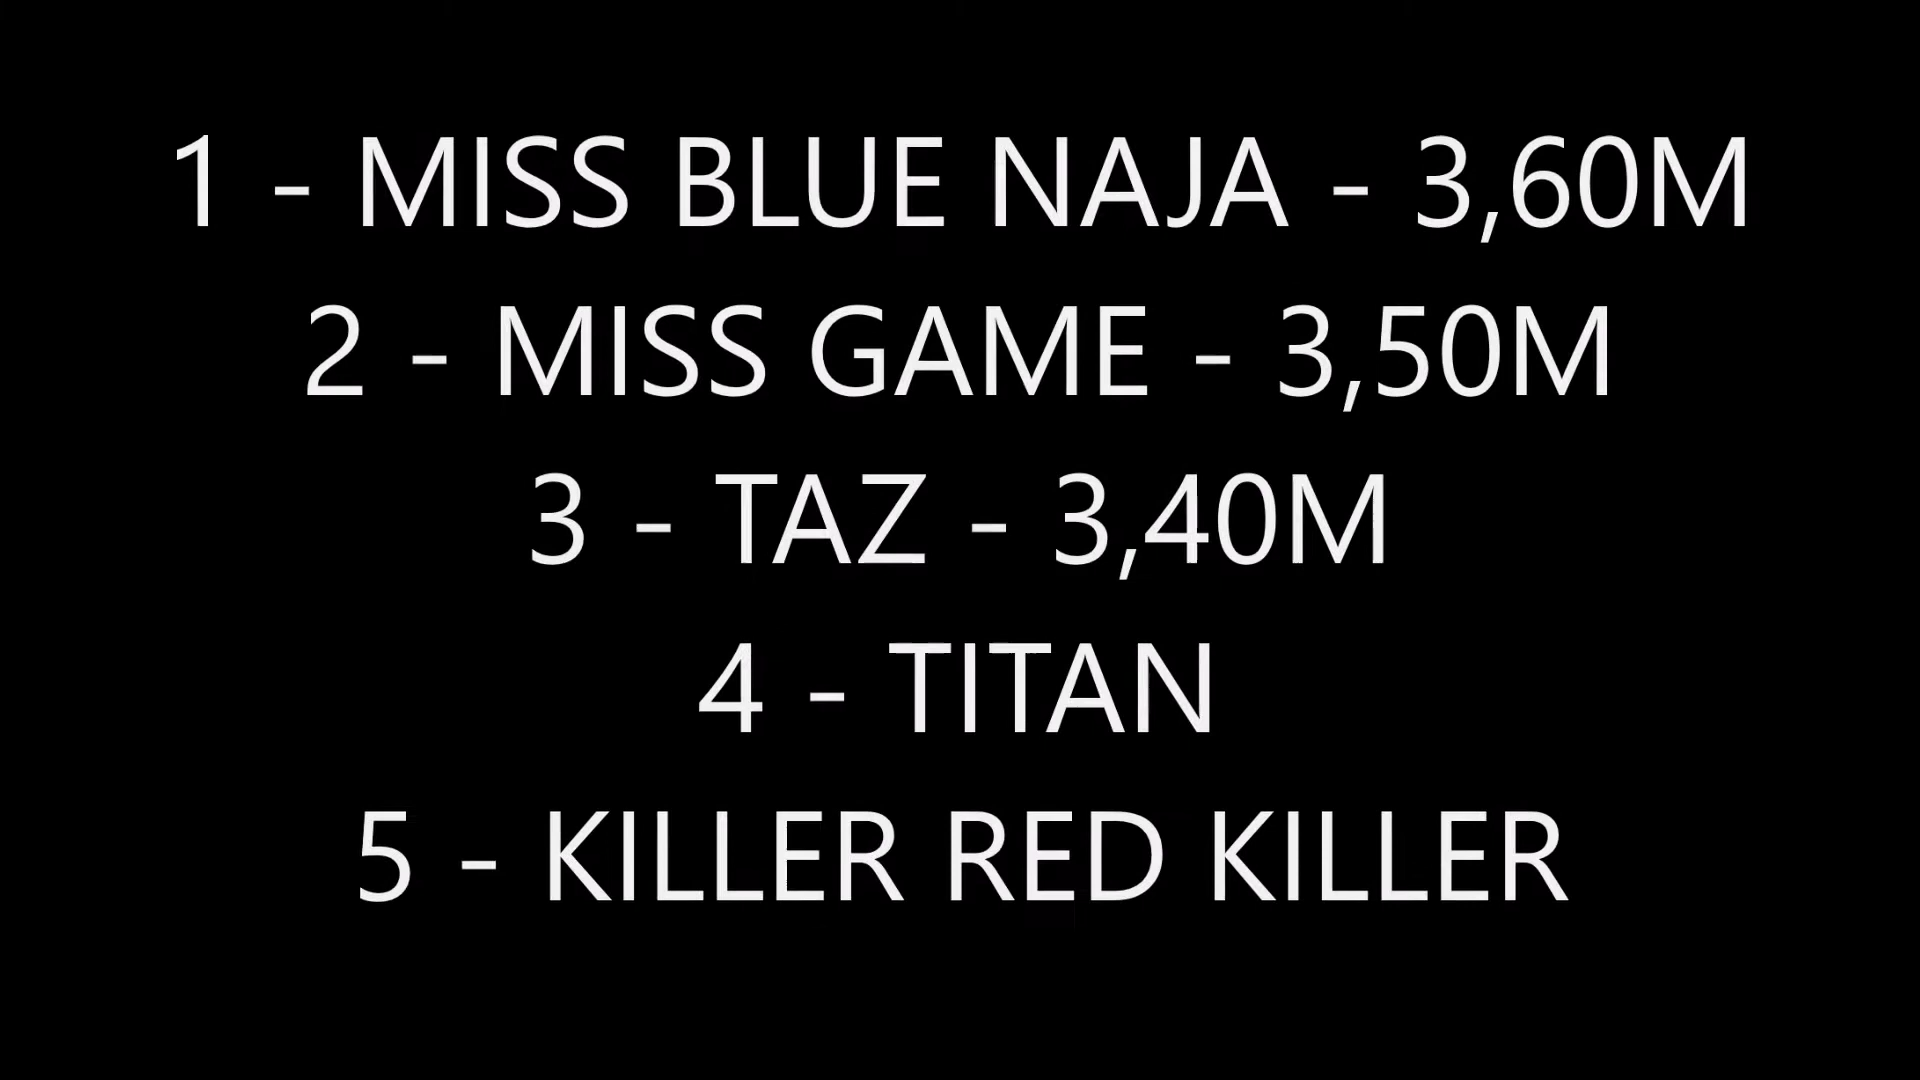 1 - MISS BLUE NAJA - 3,60M
2 - MISS GAME - 3,50M
3 - TAZ - 3,40M
4 - TITAN
5 - KILLER RED KILLER